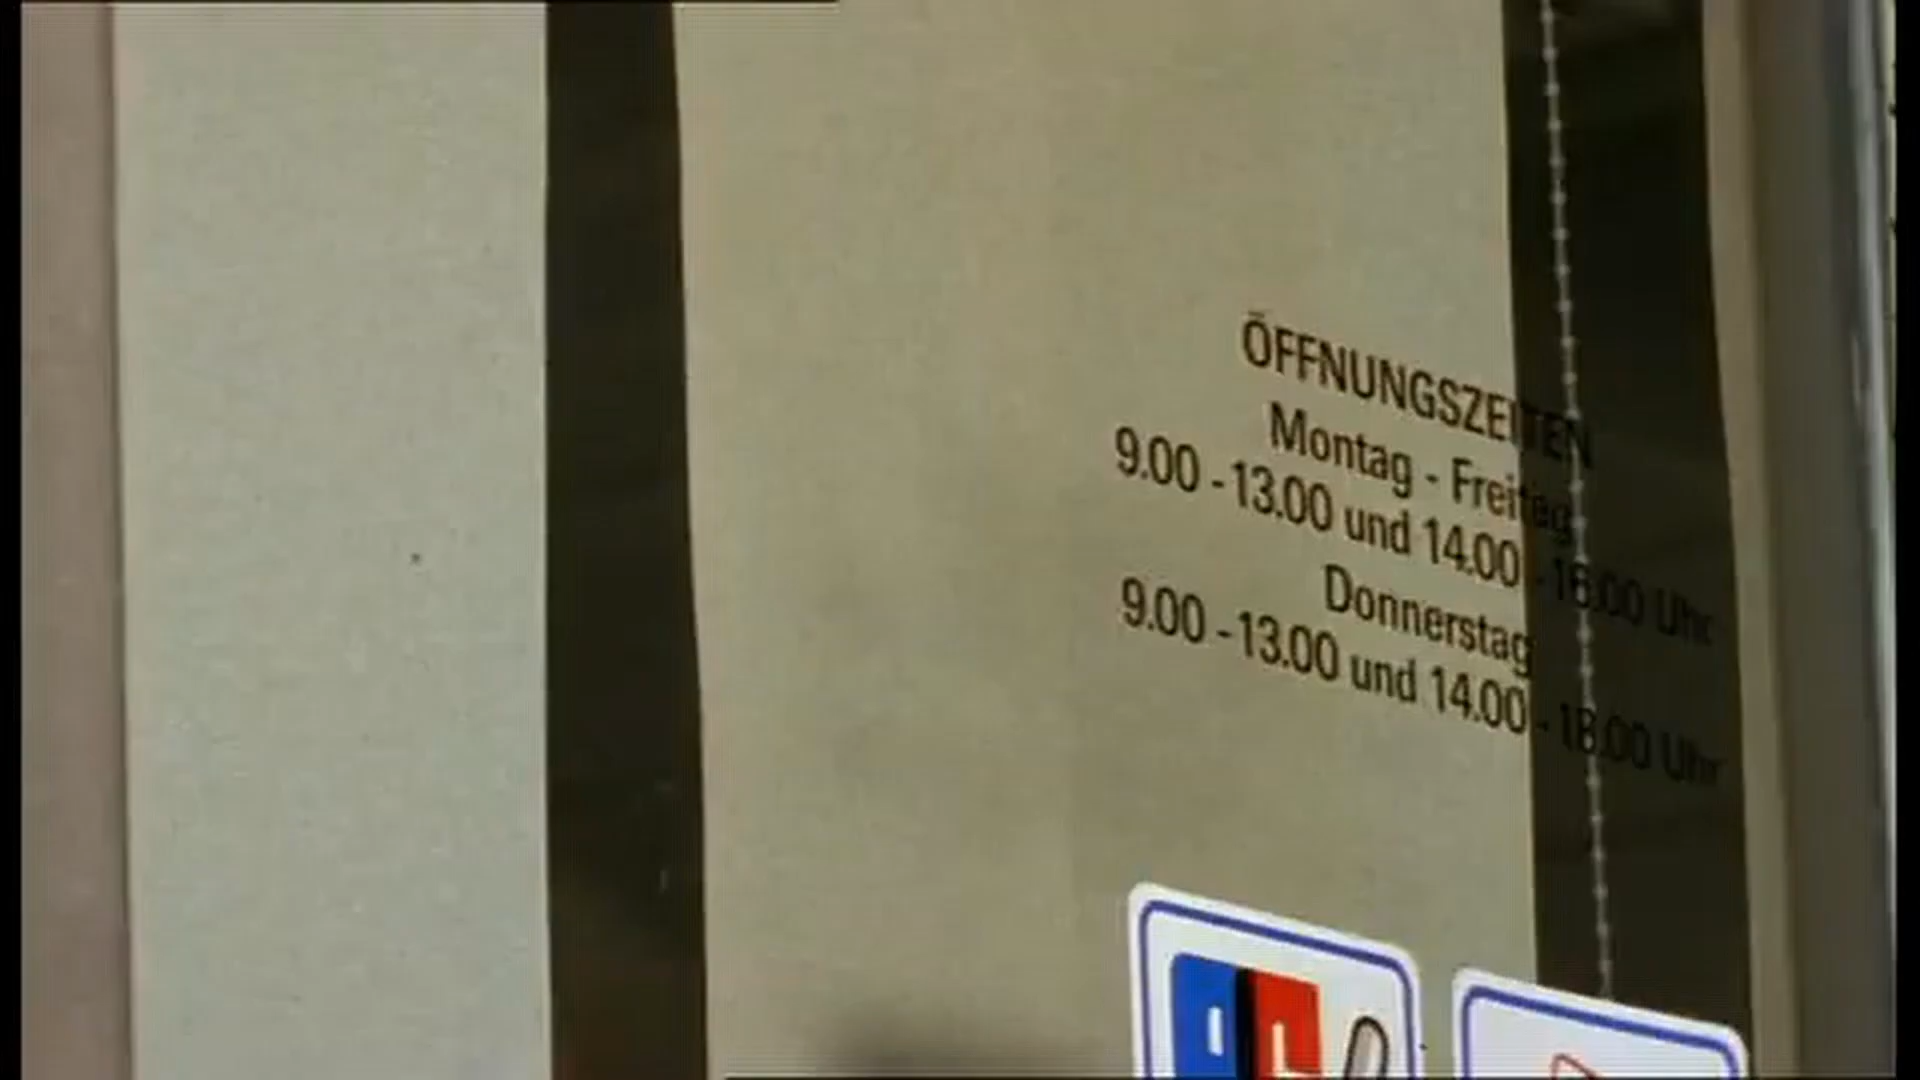 ÖFFNUNGSZEITEN
Montag - Freitag
9.00 - 13.00 und 14.00 - 16.00 Uhr
Donnerstag
9.00 - 13.00 und 14.00 - 18.00 Uhr